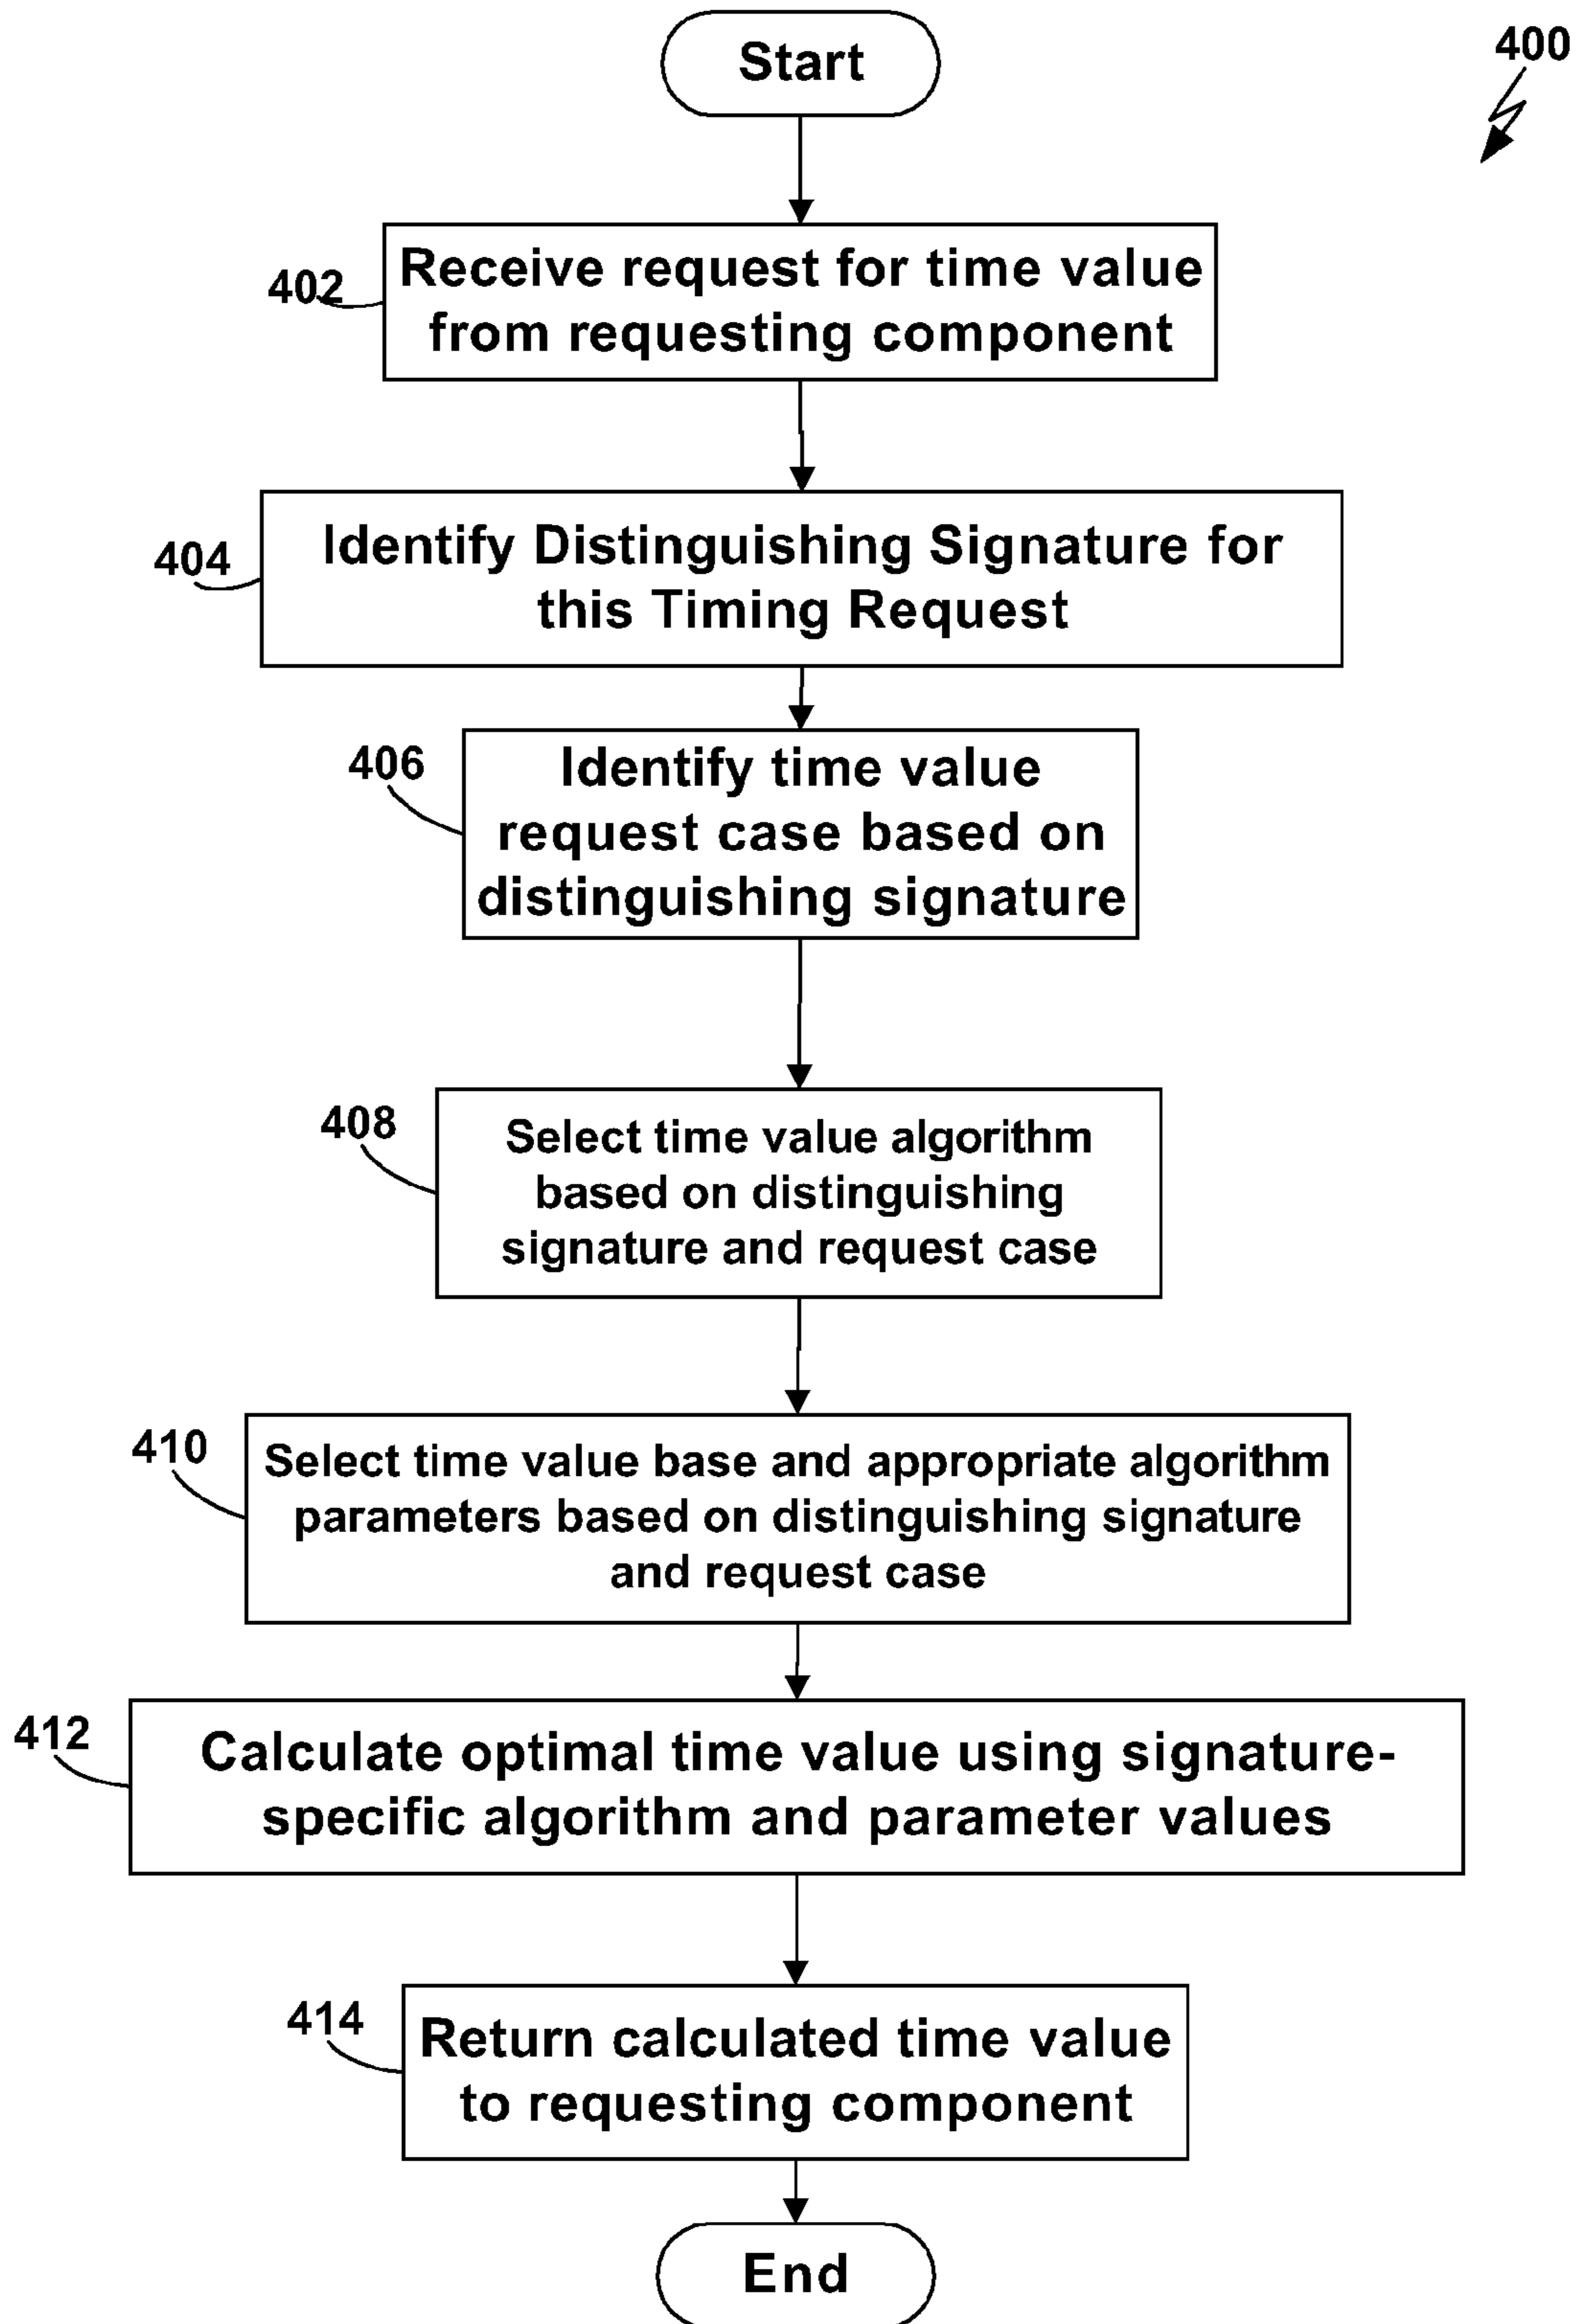 Start
400
402
Receive request for time value
from requesting component
404
Identify Distinguishing Signature for
this Timing Request
406
Identify time value
request case based on
distinguishing signature
408
Select time value algorithm
based on distinguishing
signature and request case
410
Select time value base and appropriate algorithm
parameters based on distinguishing signature
and request case
412
Calculate optimal time value using signature-
specific algorithm and parameter values
414
Return calculated time value
to requesting component
End